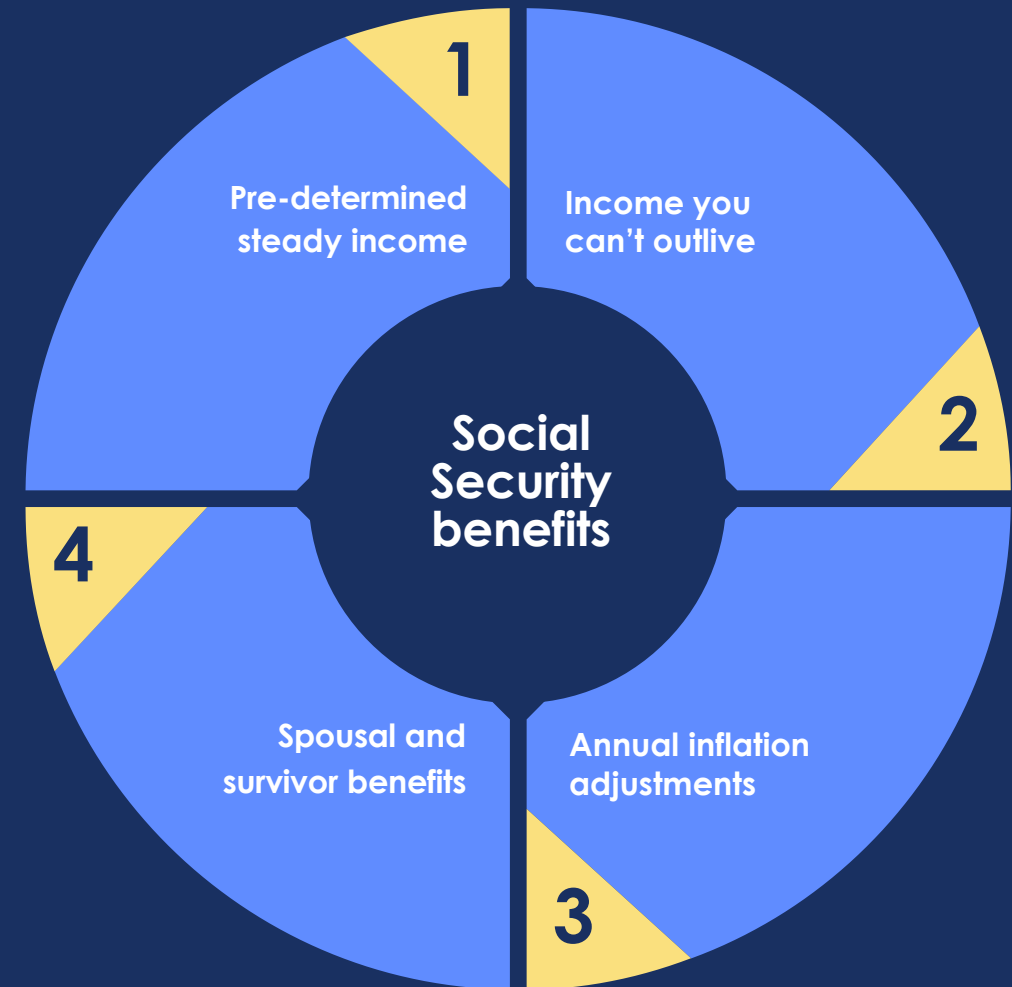 1
Pre-determined
steady income
Income you
can’t outlive
2
Social
Security
benefits
4
Spousal and
survivor benefits
Annual inflation
adjustments
3